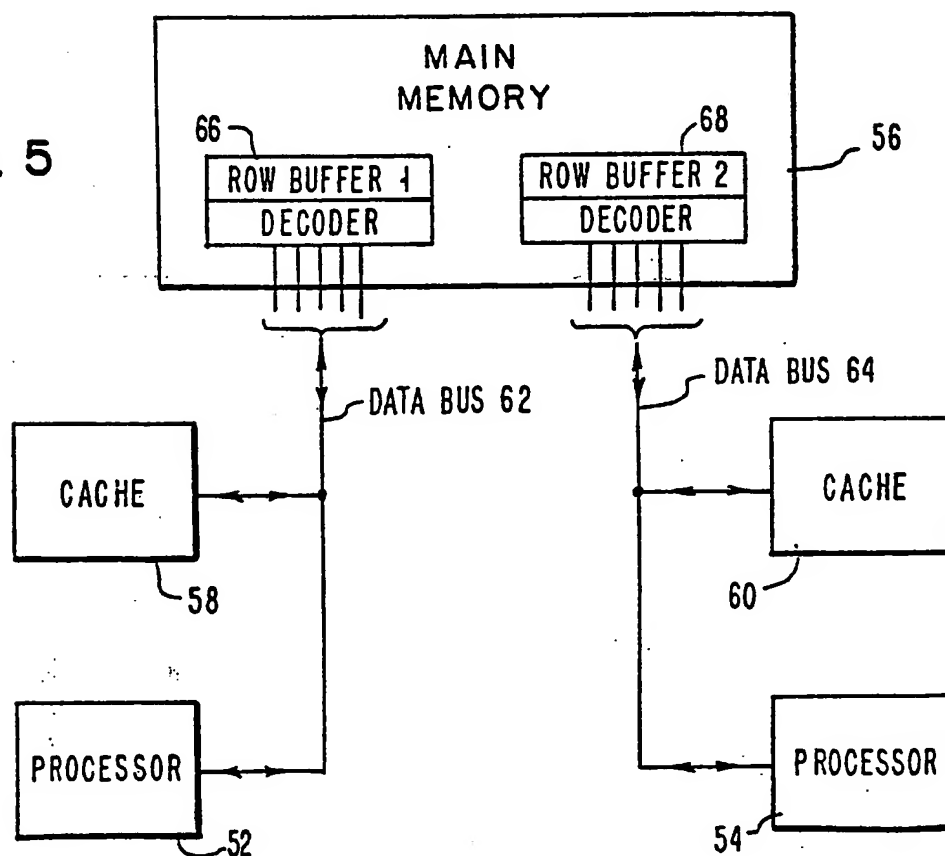 MAIN
MEMORY
. 5
66
68
56
ROW BUFFER 1
DECODER
ROW BUFFER 2
DECODER
DATA BUS 62
DATA BUS 64
CACHE
CACHE
58
60
PROCESSOR
PROCESSOR
52
54